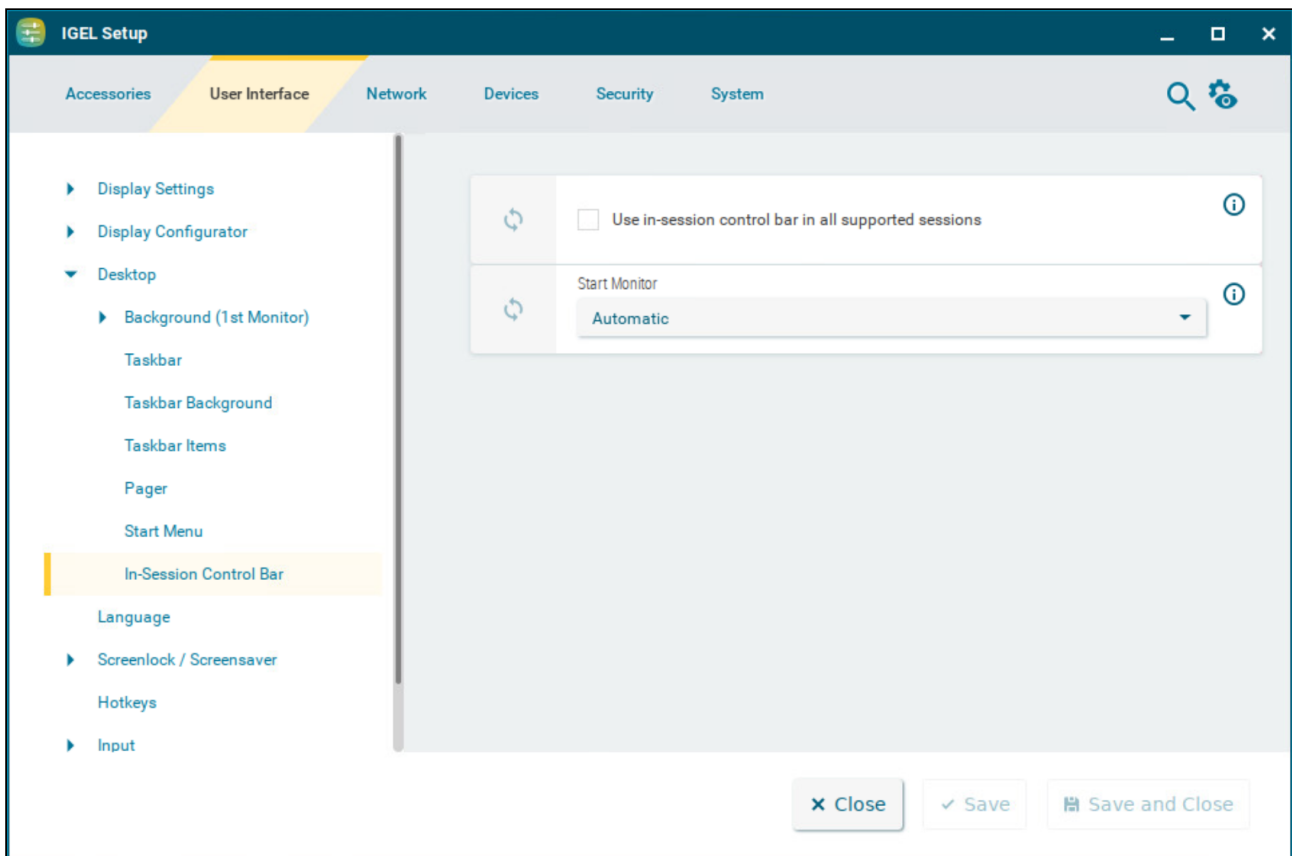 IGEL Setup
Accessories User Interface Network Devices Security System
Display Settings
Display Configurator
Desktop
Background (1st Monitor)
Taskbar
Taskbar Background
Taskbar Items
Pager
Start Menu
In-Session Control Bar
Language
Screenlock / Screensaver
Hotkeys
Input
Use in-session control bar in all supported sessions
Start Monitor
Automatic
Close Save Save and Close